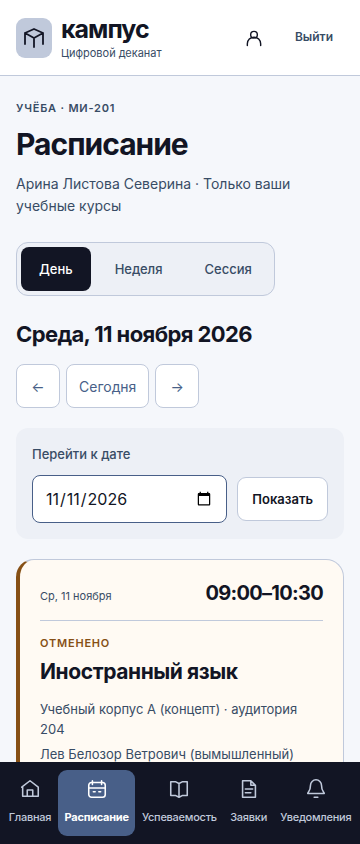 кампус
Цифровой деканат
Выйти
УЧЁБА · МИ-201
Расписание
Арина Листова Северина · Только ваши
учебные курсы
День
Неделя
Сессия
Среда, 11 ноября 2026
←
Сегодня
→
Перейти к дате
11/11/2026
Показать
Ср, 11 ноября
09:00–10:30
ОТМЕНЕНО
Иностранный язык
Учебный корпус А (концепт) · аудитория
204
Лев Белозор Ветрович (вымышленный)
Главная
Расписание
Успеваемость
Заявки
Уведомления